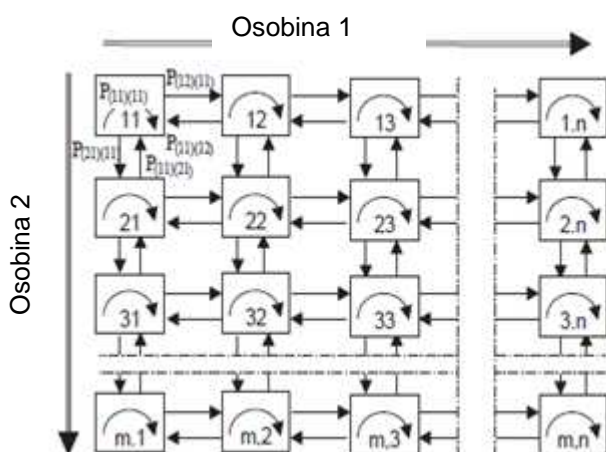 Osobina 1
Osobina 2
P(11)(11)
P(12)(11)
11
12
13
1.n
P(21)(11)
P(11)(12)
P(11)(21)
21
22
23
2.n
31
32
33
3.n
m.1
m,2
m,3
m,n